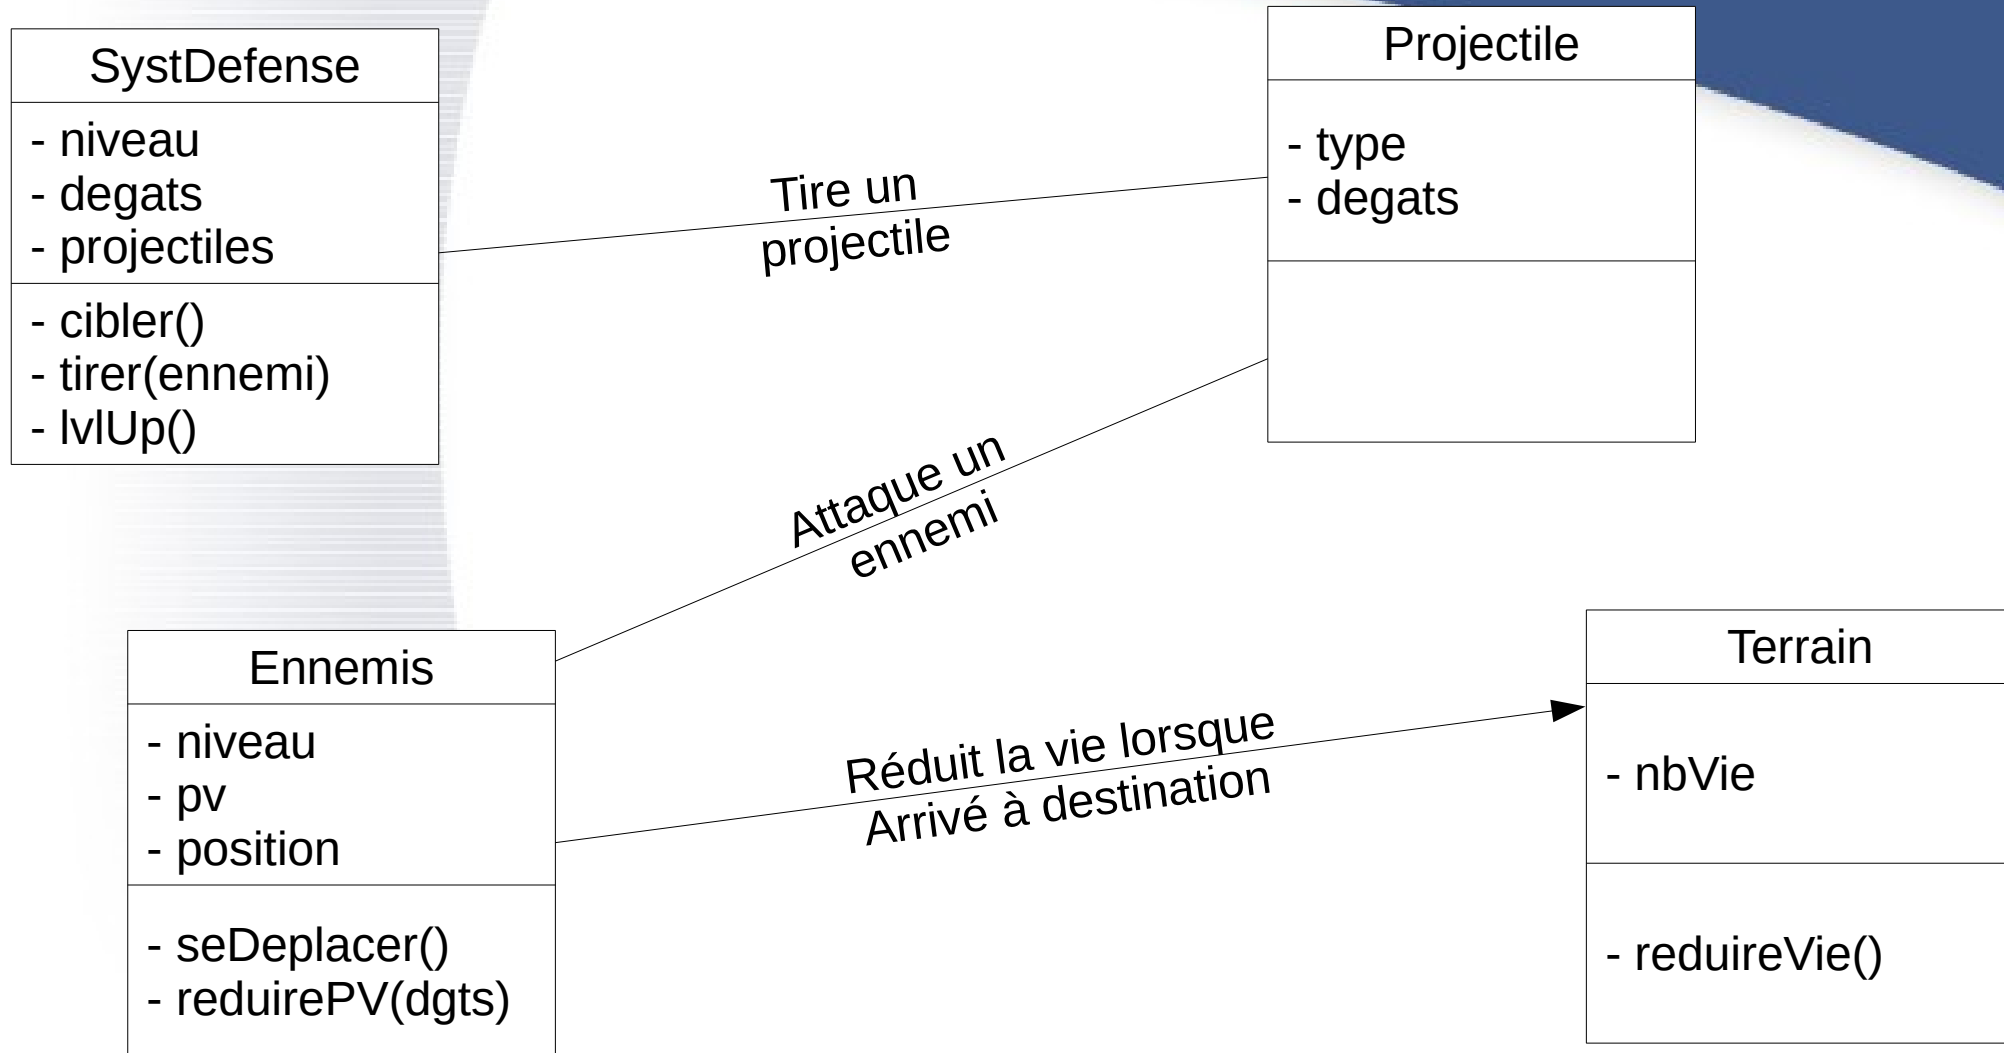 SystDefense
- niveau
- degats
- projectiles
- cibler()
- tirer(ennemi)
- lvlUp()
Tire un
projectile
Projectile
- type
- degats
Attaque un
ennemi
Ennemis
- niveau
- pv
- position
- seDeplacer()
- reduirePV(dgts)
Réduit la vie lorsque
Arrivé à destination
Terrain
- nbVie
- reduireVie()